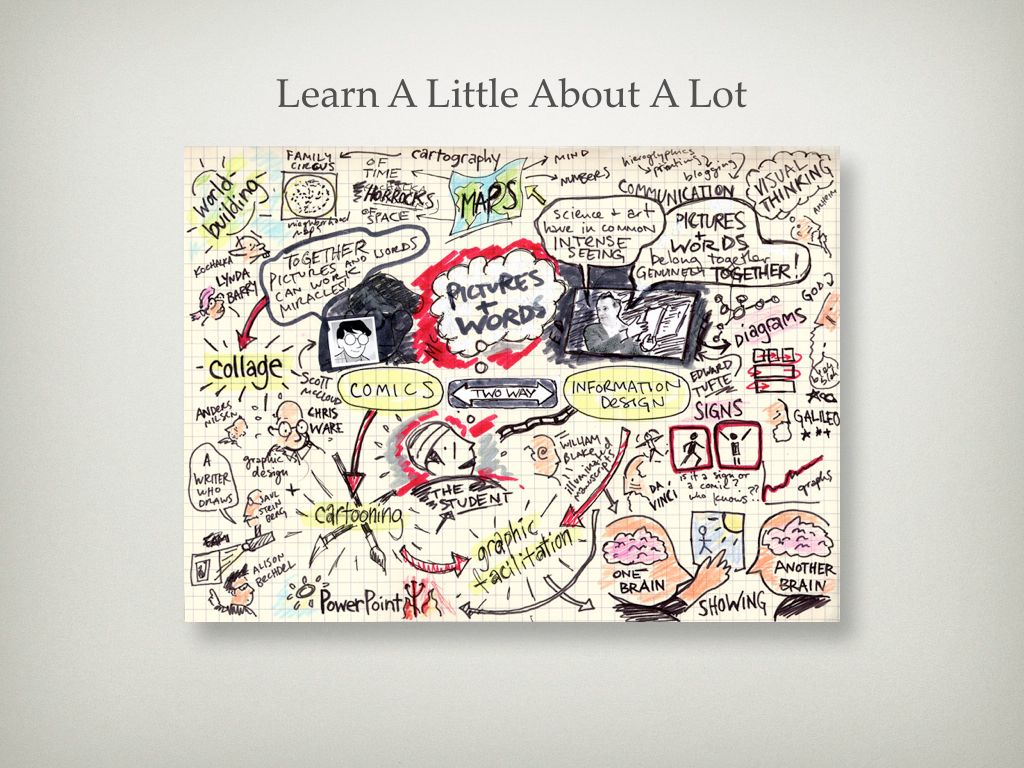 Learn A Little About A Lot
World-
building
FAMILY
CIRCUS
neighborhood
maps
OF
TIME
HORROCKS
OF
SPACE
cartography
MAPS
MIND
NUMBERS
hieroglyphics
blogging
COMMUNICATION
VISUAL
THINKING
science + art
have in common
INTENSE
SEEING
PICTURES
+
WORDS
belong together
GENUINELY TOGETHER!
TOGETHER
PICTURES AND WORDS
CAN WORK
MIRACLES!
KOCHALKA
LYNDA
BARRY
PICTURES
+
WORDS
GOD?
DIAGRAMS
collage
SCOTT
McCLOUD
COMICS
TWO WAY
INFORMATION
DESIGN
EDWARD
TUFTE
SIGNS
GALILEO
ANDERS
NILSEN
CHRIS
WARE
graphic
design
A
WRITER
WHO
DRAWS
SAUL
STEIN
BERG
+
WILLIAM
BLAKE
illuminated
manuscripts
DA
VINCI
is it a sign or
a comic?
who knows??
graphs
THE
STUDENT
cartooning
graphic
facilitation
ALISON
BECHDEL
PowerPoint
ONE
BRAIN
SHOWING
ANOTHER
BRAIN